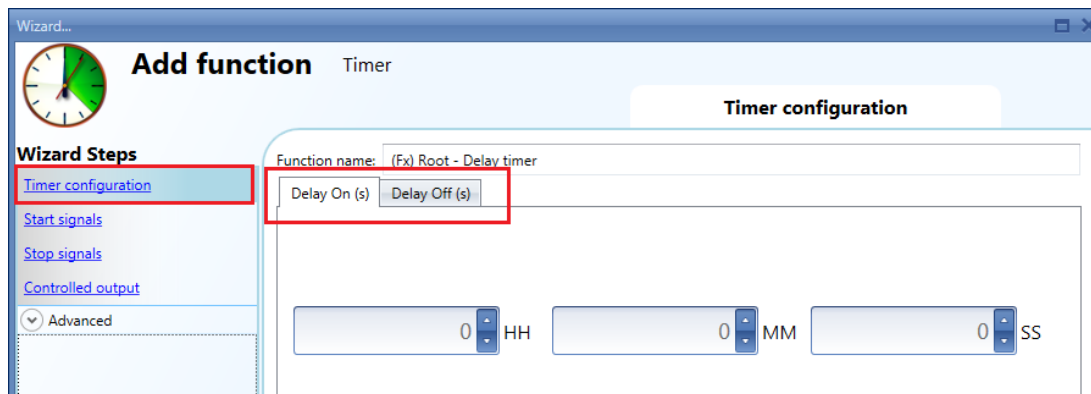 Wizard...
Add function Timer
Timer configuration
Wizard Steps
Timer configuration
Start signals
Stop signals
Controlled output
Advanced
Function name: (Fx) Root - Delay timer
Delay On (s) Delay Off (s)
0 HH 0 MM 0 SS